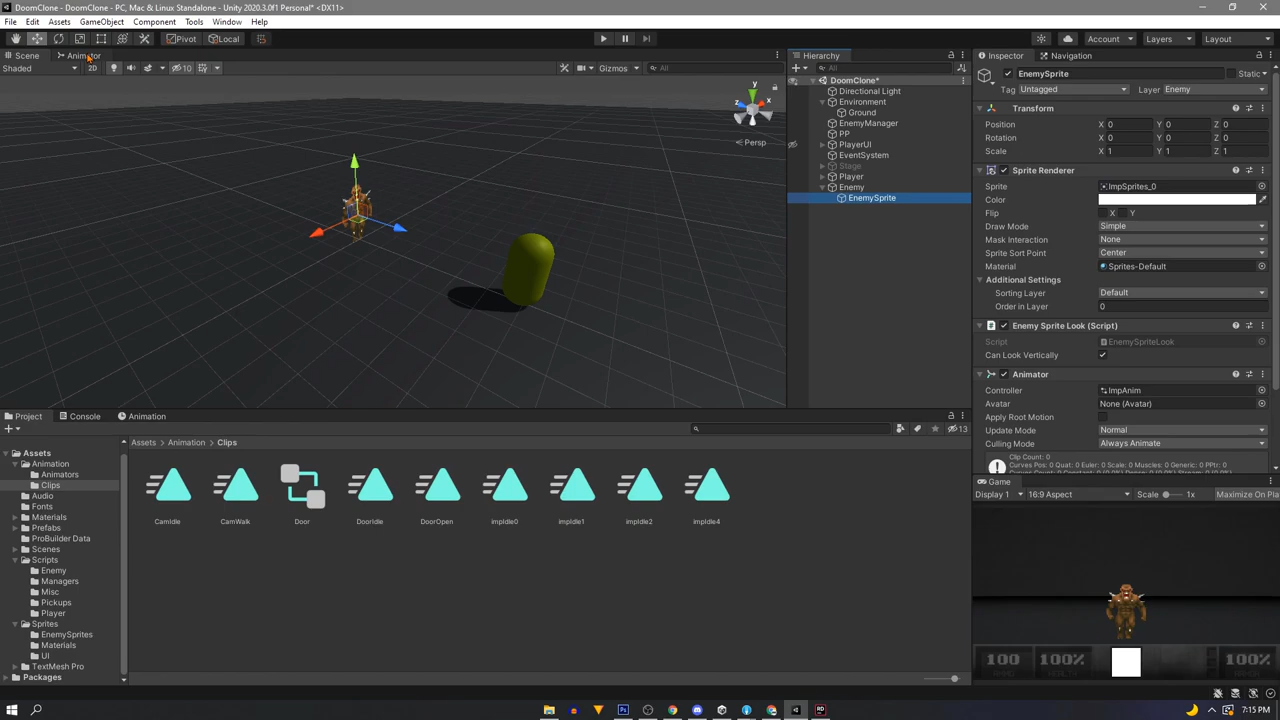 DoomClone - DoomClone - PC, Mac & Linux Standalone - Unity 2020.3.0f1 Personal* <DX11>
File Edit Assets GameObject Component Tools Window Help
Pivot Local Account Layers Layout
Scene Animator
Shaded 2D 10 Gizmos All
y
x
z
Persp
Hierarchy
All
DoomClone*
Directional Light
Environment
Ground
EnemyManager
PP
PlayerUI
EventSystem
Stage
Player
Enemy
EnemySprite
Inspector Navigation
EnemySprite Static
Tag Untagged Layer Enemy
Transform
Position X 0 Y 0 Z 0
Rotation X 0 Y 0 Z 0
Scale X 1 Y 1 Z 1
Sprite Renderer
Sprite ImpSprites_0
Color
Flip X Y
Draw Mode Simple
Mask Interaction None
Sprite Sort Point Center
Material Sprites-Default
Additional Settings
Sorting Layer Default
Order in Layer 0
Enemy Sprite Look (Script)
Script EnemySpriteLook
Can Look Vertically
Animator
Controller ImpAnim
Avatar None (Avatar)
Apply Root Motion
Update Mode Normal
Culling Mode Always Animate
Clip Count: 0
Curves Pos: 0 Quat: 0 Euler: 0 Scale: 0 Muscles: 0 Generic: 0 PPtr: 0
Game
Display 1 16:9 Aspect Scale 1x Maximize On Pla
100 100% ARMOR
AMMO HEALTH
Project Console Animation
13
Assets
Animation
Animators
Clips
Audio
Fonts
Materials
Prefabs
ProBuilder Data
Scenes
Scripts
Enemy
Managers
Misc
Pickups
Player
Sprites
EnemySprites
Materials
UI
TextMesh Pro
Packages
Assets Animation Clips
CamIdle CamWalk Door DoorIdle DoorOpen impIdle0 impIdle1 impIdle2 impIdle4
7:15 PM